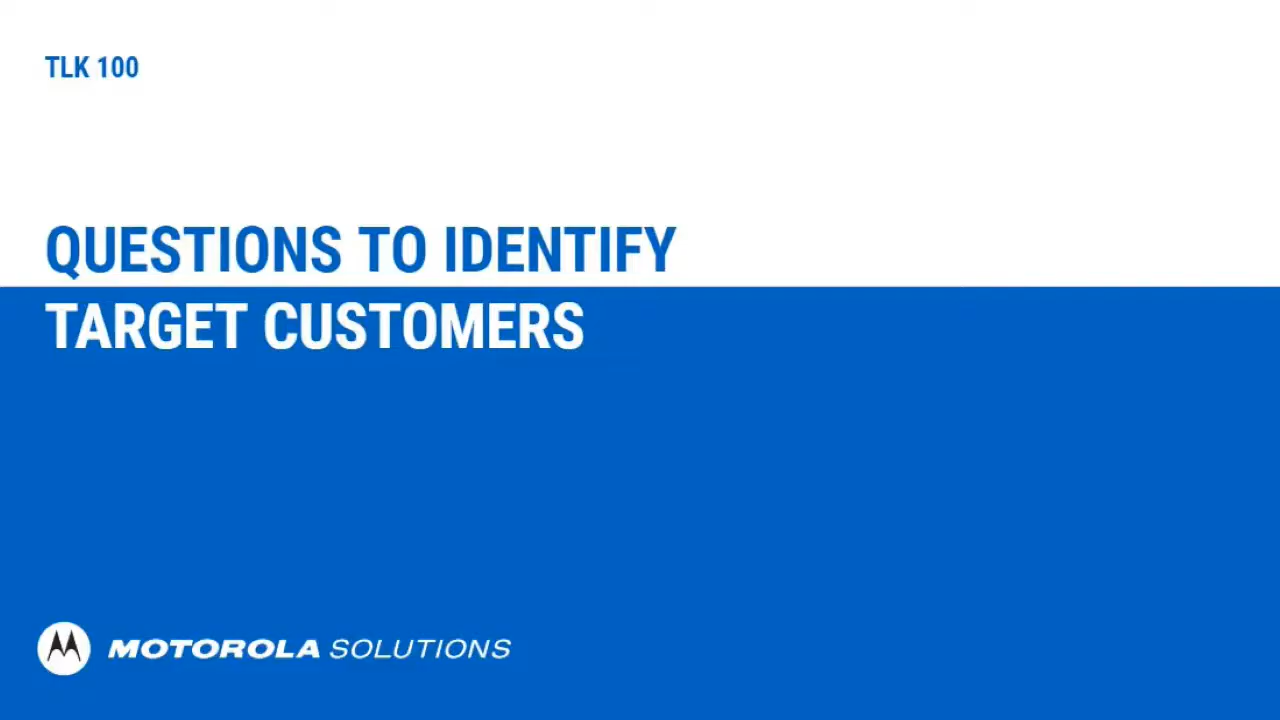 TLK 100
QUESTIONS TO IDENTIFY
TARGET CUSTOMERS
MOTOROLA SOLUTIONS